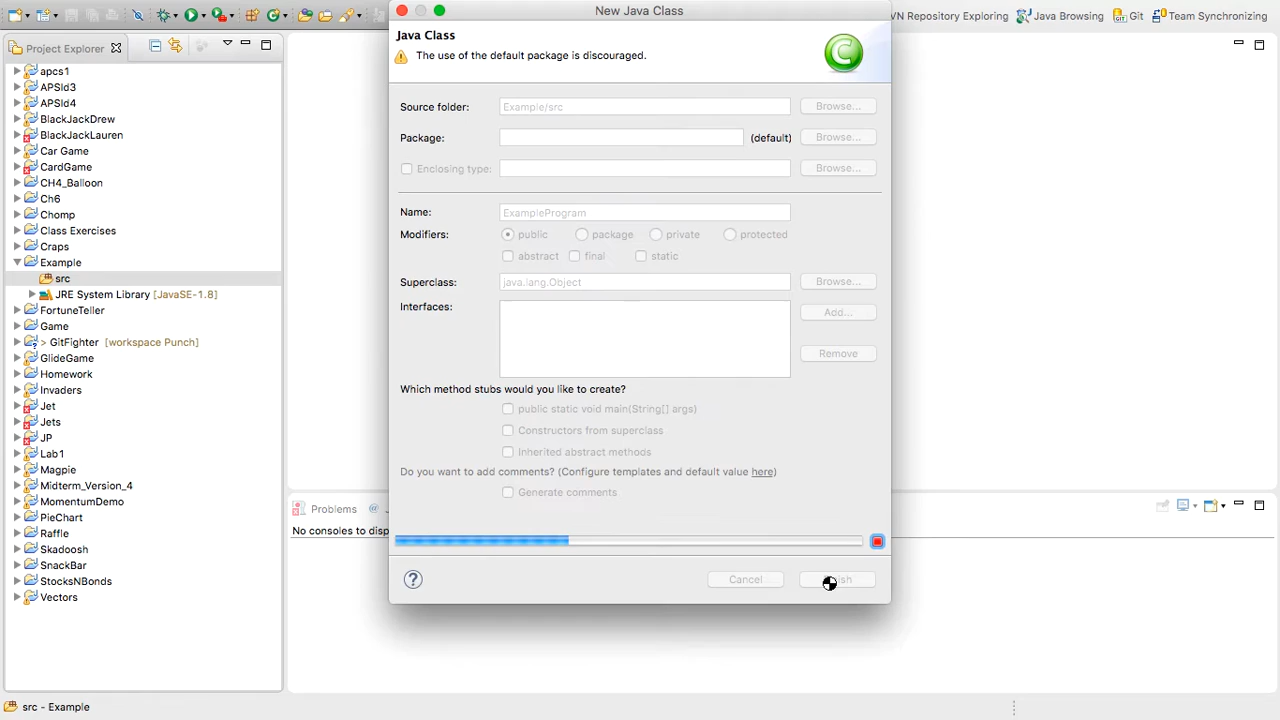 New Java Class
VN Repository Exploring
Java Browsing
Git
Team Synchronizing
Project Explorer
Java Class
The use of the default package is discouraged.
C
apcs1
APSId3
APSId4
BlackJackDrew
BlackJackLauren
Car Game
CardGame
CH4_Balloon
Ch6
Chomp
Class Exercises
Craps
Example
src
JRE System Library [JavaSE-1.8]
FortuneTeller
Game
> GitFighter [workspace Punch]
GlideGame
Homework
Invaders
Jet
Jets
JP
Lab1
Magpie
Midterm_Version_4
MomentumDemo
PieChart
Raffle
Skadoosh
SnackBar
StocksNBonds
Vectors
Source folder: Example/src Browse...
Package: (default) Browse...
Enclosing type: Browse...
Name: ExampleProgram
Modifiers: public package private protected
abstract final static
Superclass: java.lang.Object Browse...
Interfaces: Add...
Remove
Which method stubs would you like to create?
public static void main(String[] args)
Constructors from superclass
Inherited abstract methods
Do you want to add comments? (Configure templates and default value here)
Generate comments
? Cancel
Problems @
No consoles to disp
src - Example